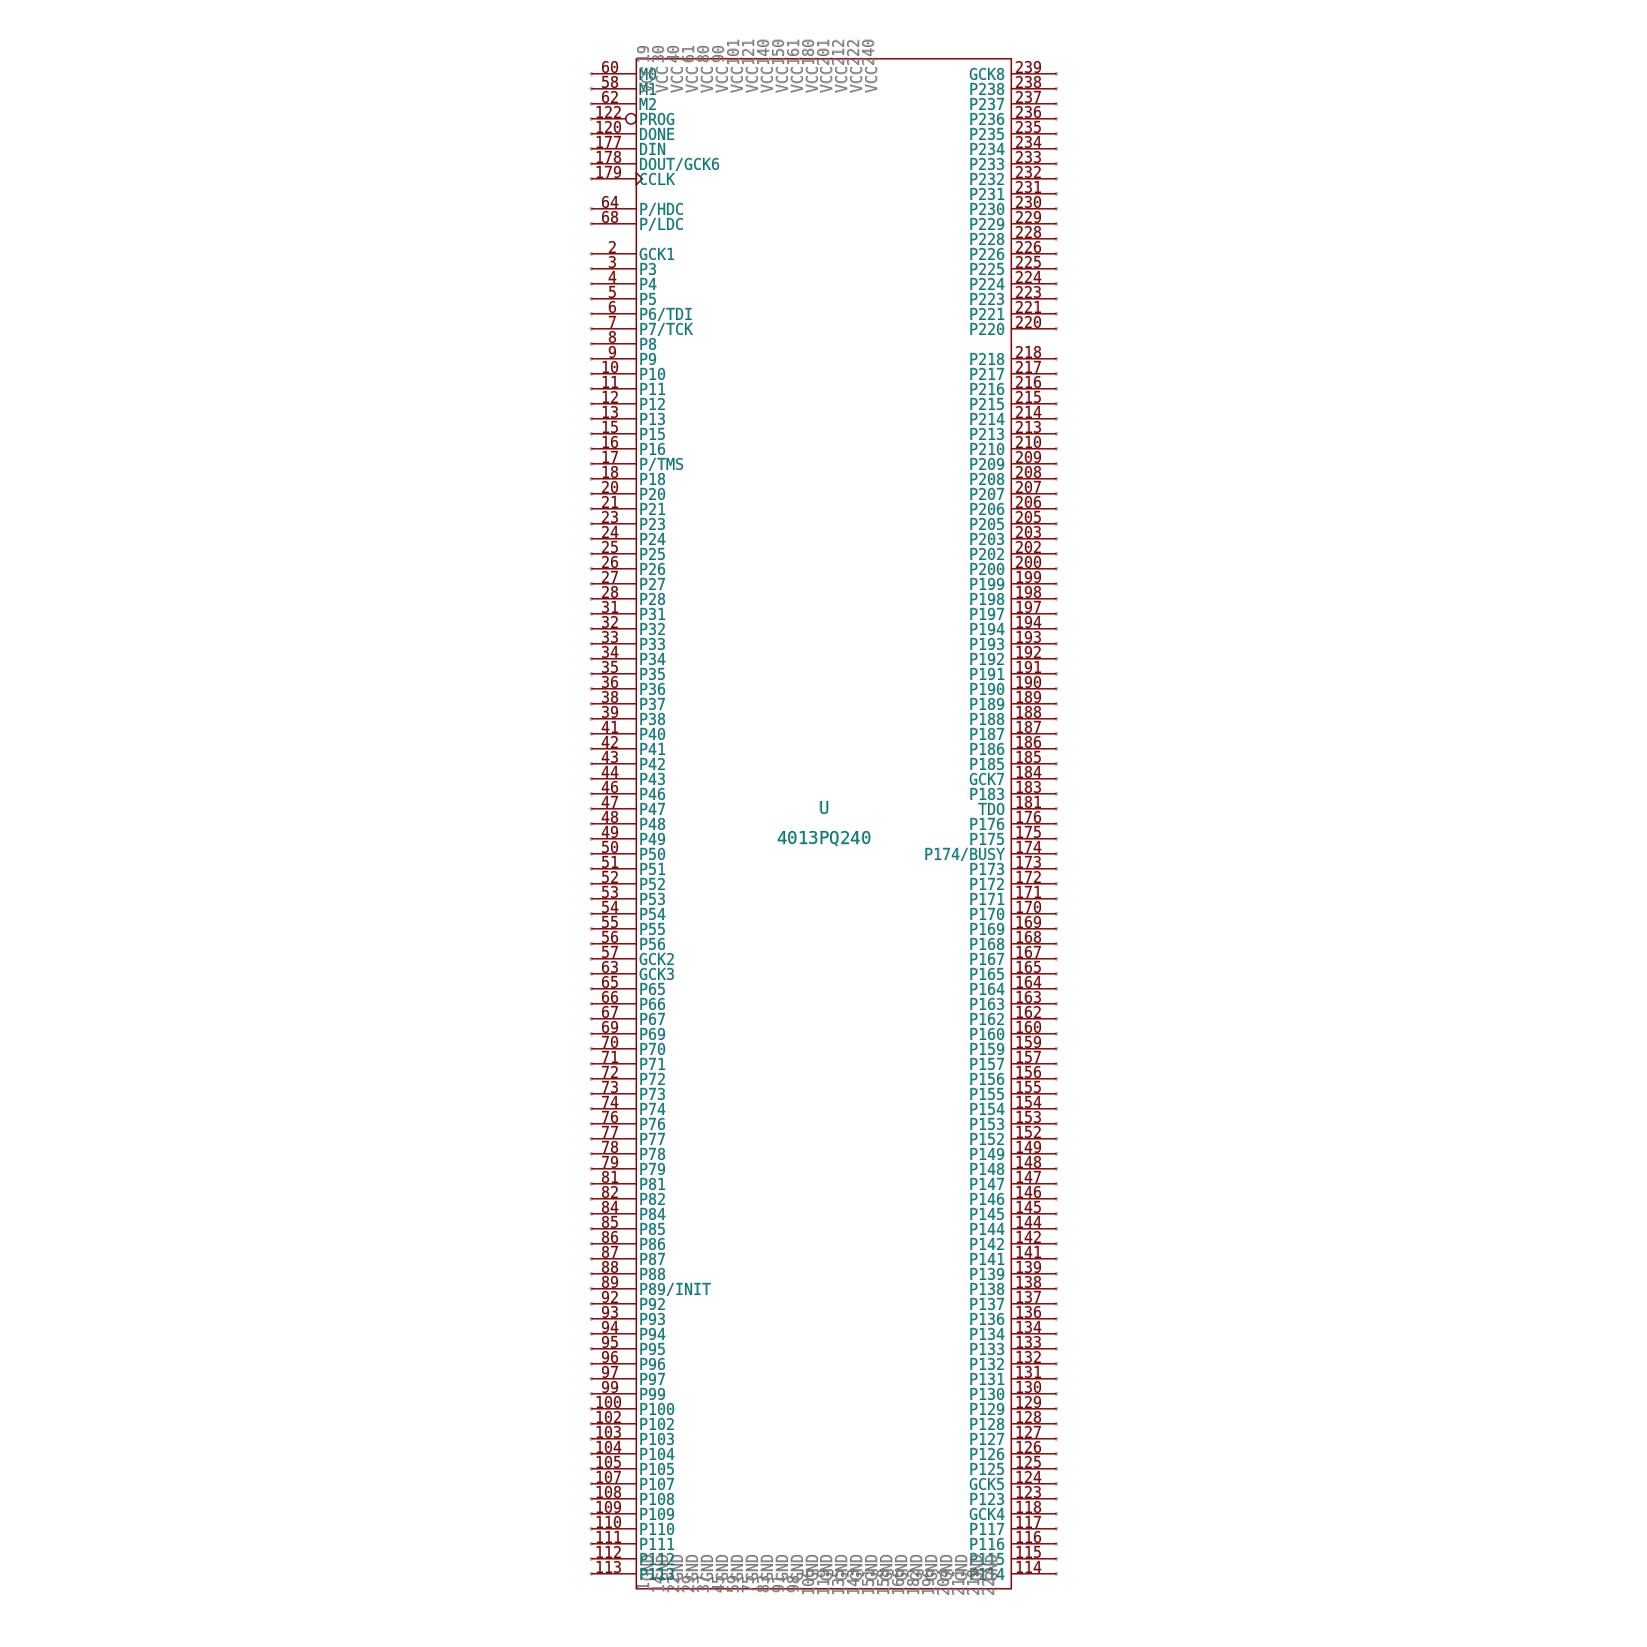 19 30 40 61 80 90 101 121 140 150 161 180 201 212 222 240
VCC VCC VCC VCC VCC VCC VCC VCC VCC VCC VCC VCC VCC VCC VCC
60 M0 GCK8 239
58 M1 P238 238
62 M2 P237 237
122 PROG P236 236
120 DONE P235 235
177 DIN P234 234
178 DOUT/GCK6 P233 233
179 CCLK P232 232
P231 231
64 P/HDC P230 230
68 P/LDC P229 229
P228 228
2 GCK1 P226 226
3 P3 P225 225
4 P4 P224 224
5 P5 P223 223
6 P6/TDI P221 221
7 P7/TCK P220 220
8 P8
9 P9 P218 218
10 P10 P217 217
11 P11 P216 216
12 P12 P215 215
13 P13 P214 214
15 P15 P213 213
16 P16 P210 210
17 P/TMS P209 209
18 P18 P208 208
20 P20 P207 207
21 P21 P206 206
23 P23 P205 205
24 P24 P203 203
25 P25 P202 202
26 P26 P200 200
27 P27 P199 199
28 P28 P198 198
31 P31 P197 197
32 P32 P194 194
33 P33 P193 193
34 P34 P192 192
35 P35 P191 191
36 P36 P190 190
38 P37 P189 189
39 P38 P188 188
41 P40 P187 187
42 P41 P186 186
43 P42 P185 185
44 P43 GCK7 184
46 P46 P183 183
47 P47 U TDO 181
48 P48 P176 176
49 P49 4013PQ240 P175 175
50 P50 P174/BUSY 174
51 P51 P173 173
52 P52 P172 172
53 P53 P171 171
54 P54 P170 170
55 P55 P169 169
56 P56 P168 168
57 GCK2 P167 167
63 GCK3 P165 165
65 P65 P164 164
66 P66 P163 163
67 P67 P162 162
69 P69 P160 160
70 P70 P159 159
71 P71 P157 157
72 P72 P156 156
73 P73 P155 155
74 P74 P154 154
76 P76 P153 153
77 P77 P152 152
78 P78 P149 149
79 P79 P148 148
81 P81 P147 147
82 P82 P146 146
84 P84 P145 145
85 P85 P144 144
86 P86 P142 142
87 P87 P141 141
88 P88 P139 139
89 P89/INIT P138 138
92 P92 P137 137
93 P93 P136 136
94 P94 P134 134
95 P95 P133 133
96 P96 P132 132
97 P97 P131 131
99 P99 P130 130
100 P100 P129 129
102 P102 P128 128
103 P103 P127 127
104 P104 P126 126
105 P105 P125 125
107 P107 GCK5 124
108 P108 P123 123
109 P109 GCK4 118
110 P110 P117 117
111 P111 P116 116
112 P112 P115 115
113 P113 114
GND GND GND GND GND GND GND GND GND GND GND GND GND GND GND GND GND GND GND GND